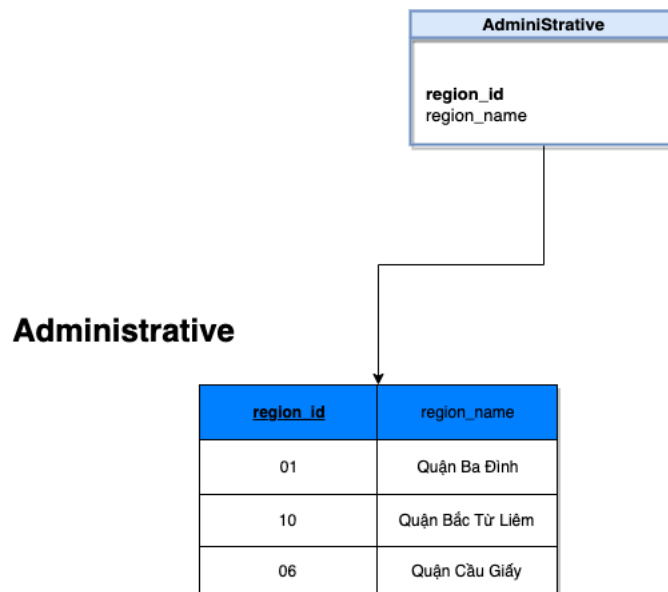 AdminiStrative
region_id
region_name
Administrative
region_id region_name
01 Quận Ba Đình
10 Quận Bắc Từ Liêm
06 Quận Cầu Giấy